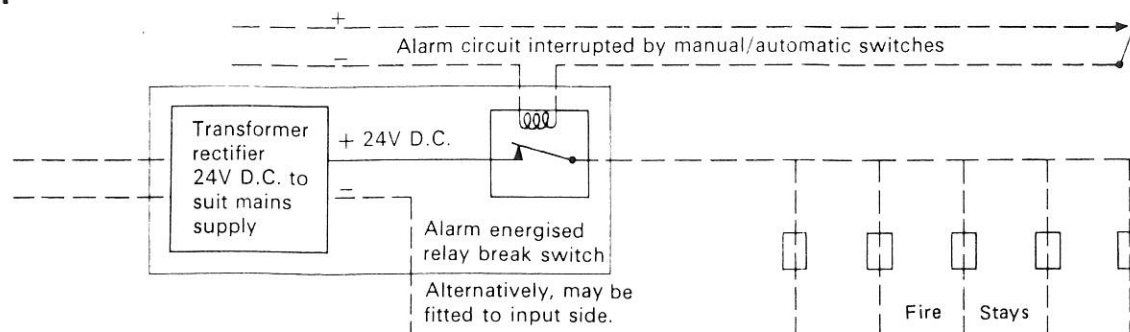 +
Alarm circuit interrupted by manual/automatic switches
−
Transformer
rectifier
24V D.C. to
suit mains
supply
+ 24V D.C.
−
Alarm energised
relay break switch
Alternatively, may be
fitted to input side.
Fire Stays